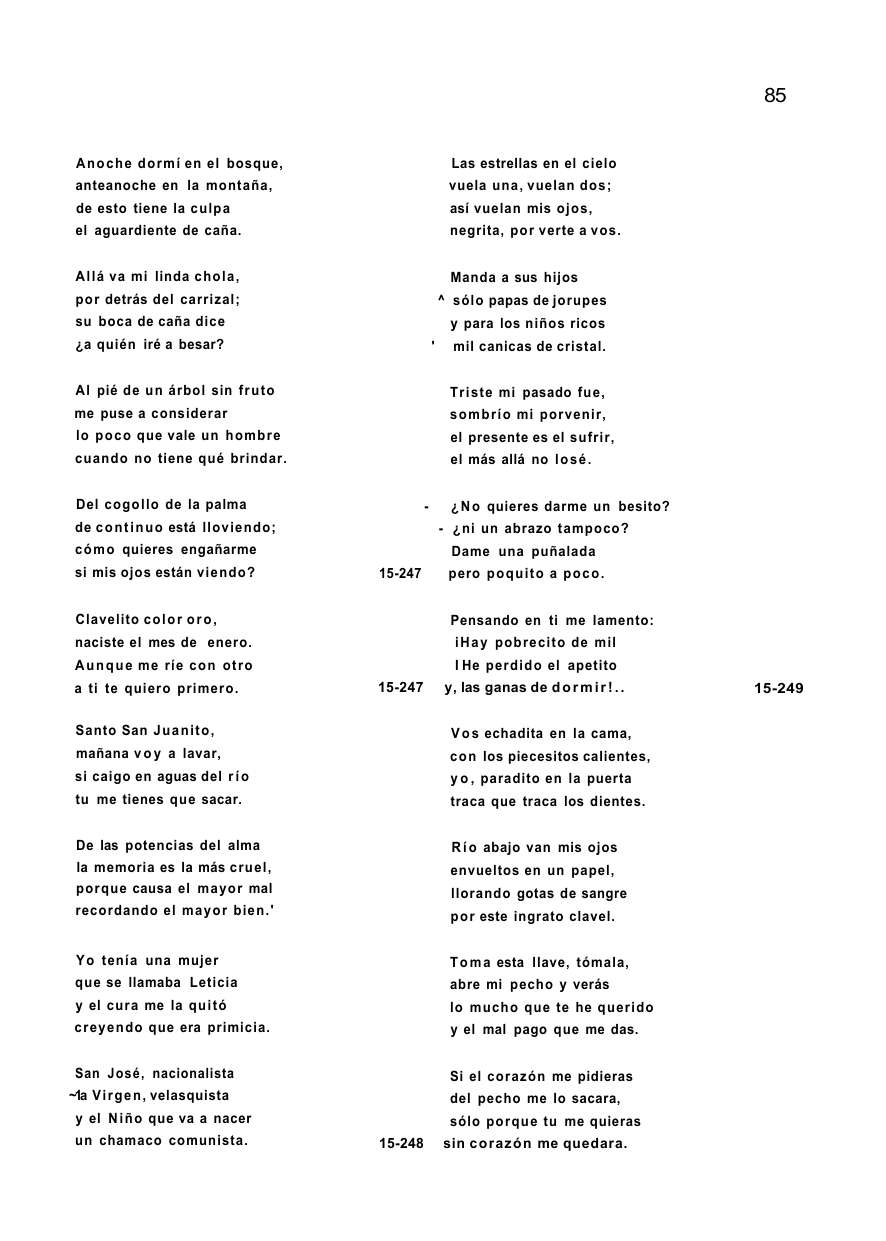 85
Anoche dormí en el bosque,
anteanoche en la montaña,
de esto tiene la culpa
el aguardiente de caña.
Allá va mi linda chola,
por detrás del carrizal;
su boca de caña dice
¿a quién iré a besar?
Al pié de un árbol sin fruto
me puse a considerar
lo poco que vale un hombre
cuando no tiene qué brindar.
Del cogollo de la palma
de continuo está lloviendo;
cómo quieres engañarme
si mis ojos están viendo?
15-247
Clavelito color oro,
naciste el mes de enero.
Aunque me ríe con otro
a ti te quiero primero.
15-247
Santo San Juanito,
mañana voy a lavar,
si caigo en aguas del río
tu me tienes que sacar.
De las potencias del alma
la memoria es la más cruel,
porque causa el mayor mal
recordando el mayor bien.'
Yo tenía una mujer
que se llamaba Leticia
y el cura me la quitó
creyendo que era primicia.
San José, nacionalista
~1a Virgen, velasquista
y el Niño que va a nacer
un chamaco comunista.
15-248
Las estrellas en el cielo
vuela una, vuelan dos;
así vuelan mis ojos,
negrita, por verte a vos.
Manda a sus hijos
^ sólo papas de jorupes
y para los niños ricos
' mil canicas de cristal.
Triste mi pasado fue,
sombrío mi porvenir,
el presente es el sufrir,
el más allá no losé.
- ¿No quieres darme un besito?
- ¿ni un abrazo tampoco?
Dame una puñalada
pero poquito a poco.
Pensando en ti me lamento:
iHay pobrecito de mil
I He perdido el apetito
y, las ganas de dormir!..
15-249
Vos echadita en la cama,
con los piecesitos calientes,
yo, paradito en la puerta
traca que traca los dientes.
Río abajo van mis ojos
envueltos en un papel,
llorando gotas de sangre
por este ingrato clavel.
Toma esta llave, tómala,
abre mi pecho y verás
lo mucho que te he querido
y el mal pago que me das.
Si el corazón me pidieras
del pecho me lo sacara,
sólo porque tu me quieras
sin corazón me quedara.